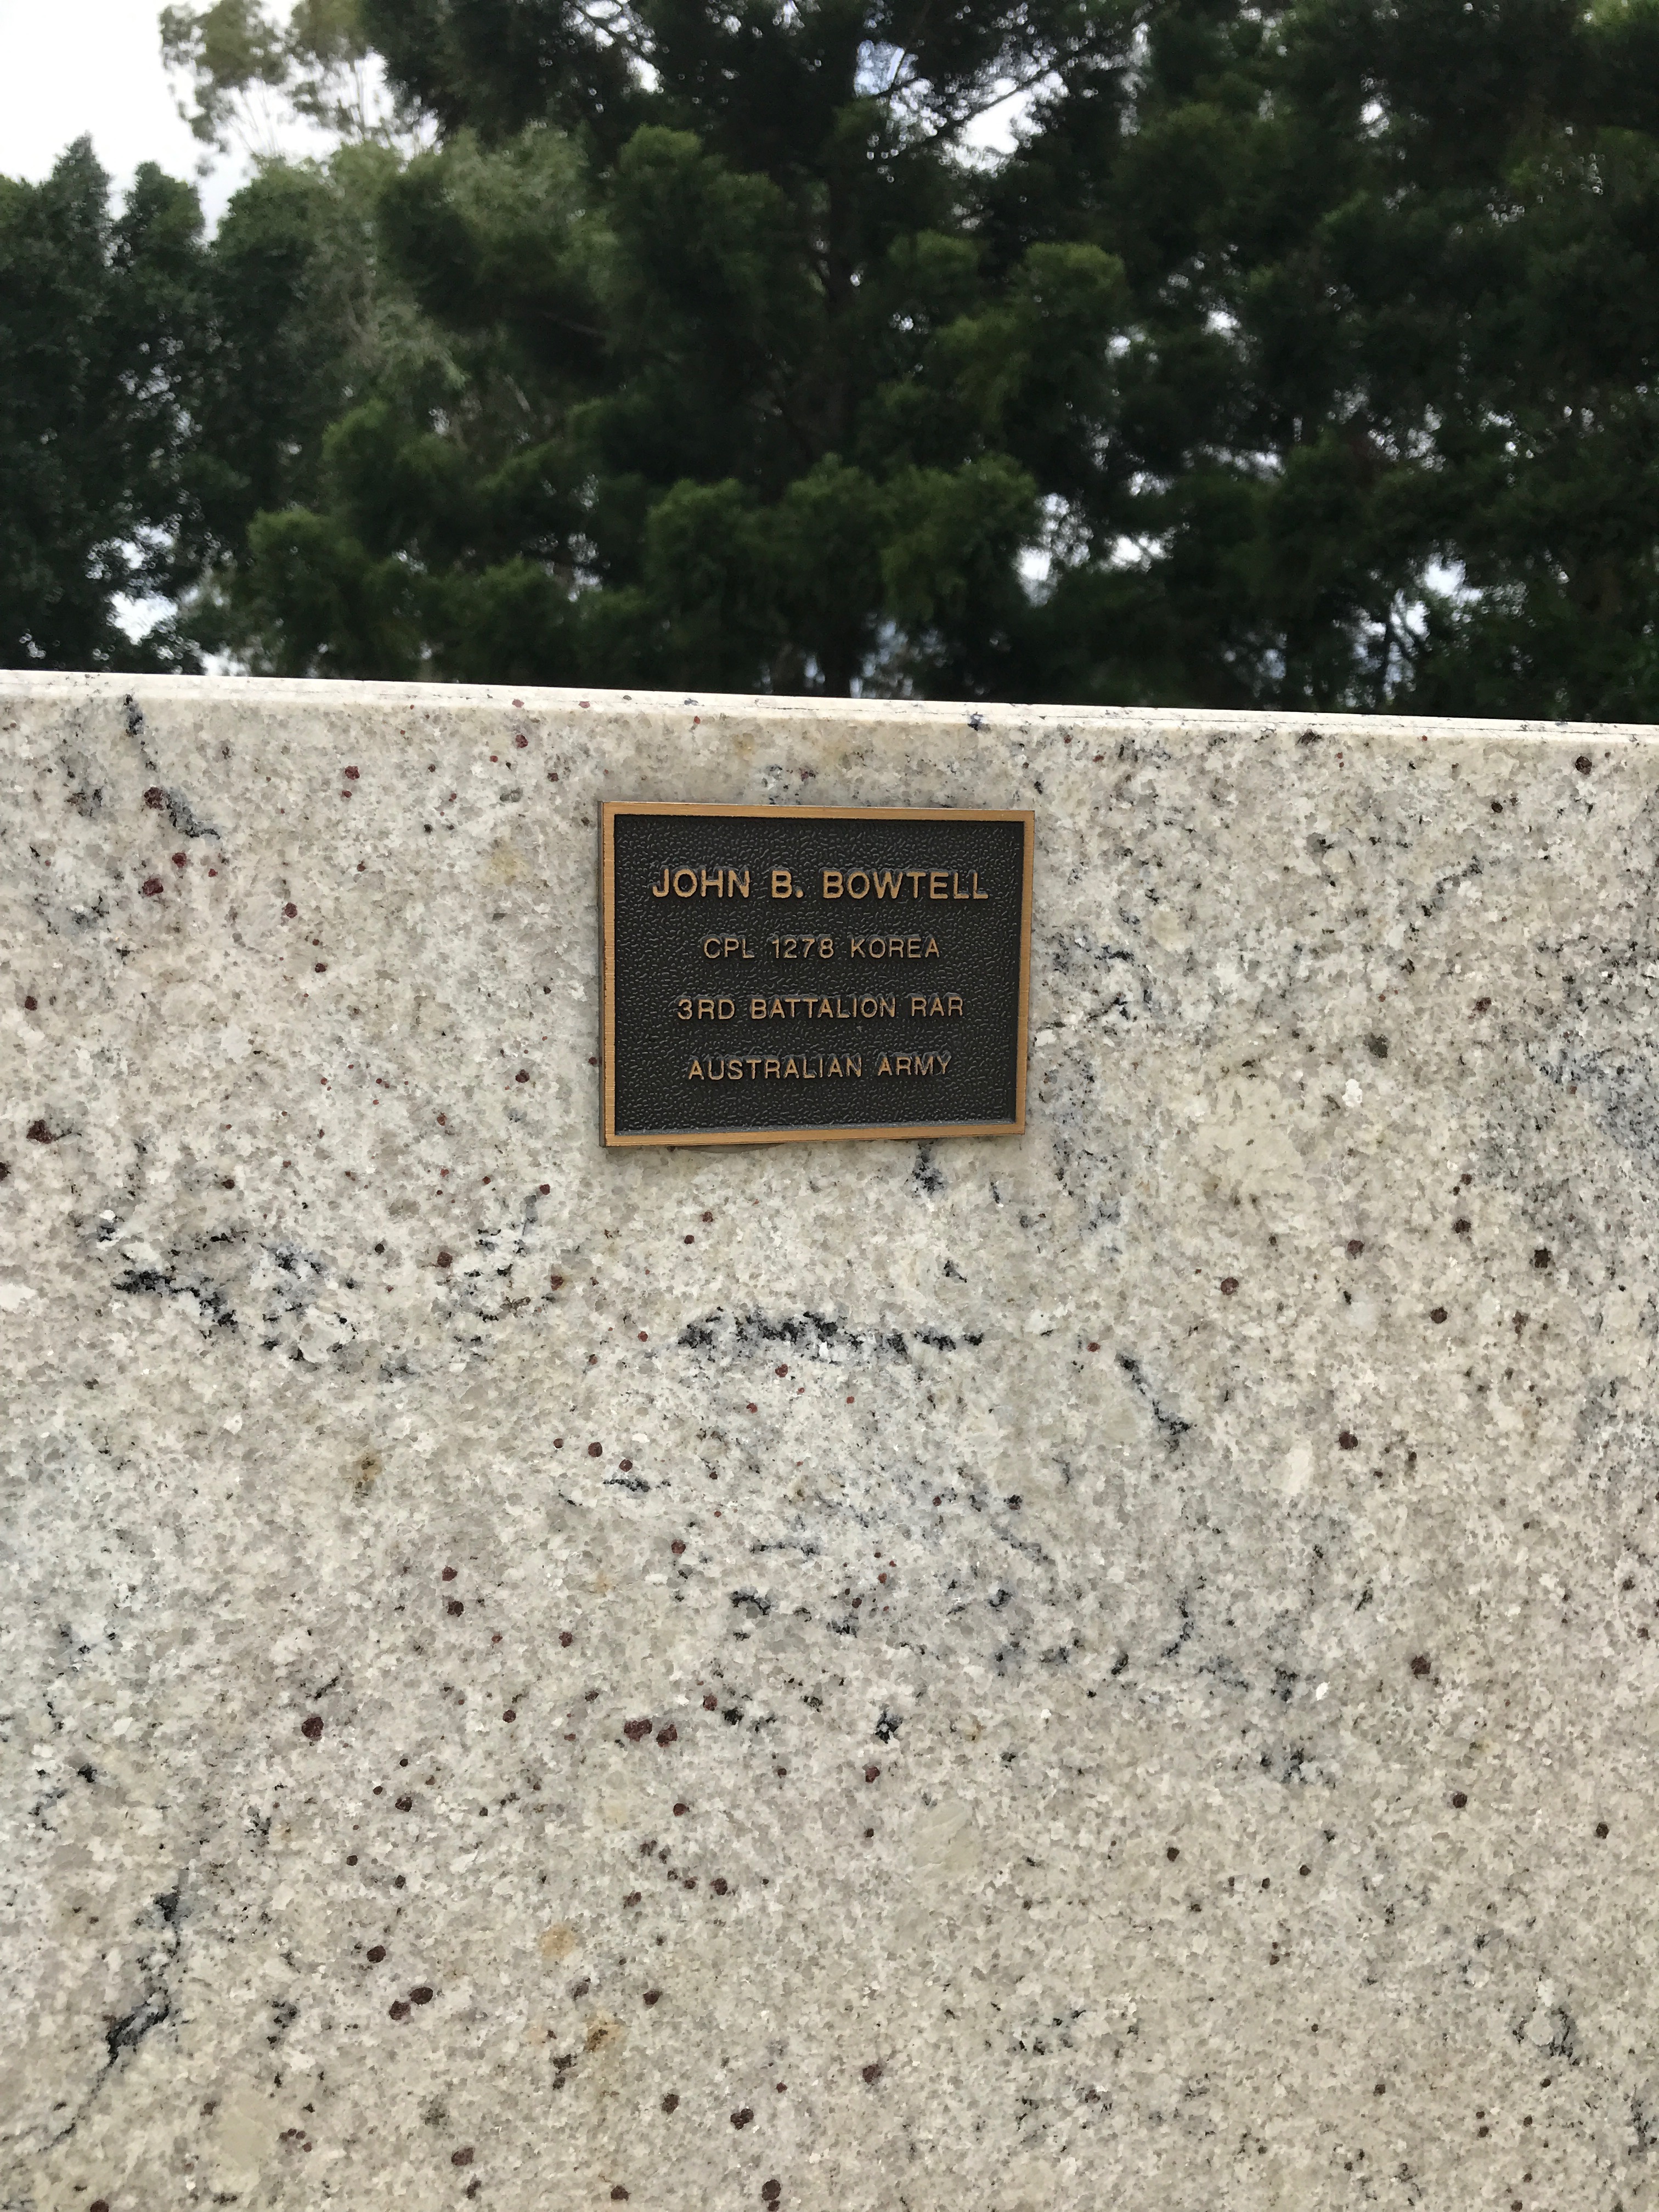 JOHN B. BOWTELL
CPL 1278 KOREA
3RD BATTALION RAR
AUSTRALIAN ARMY